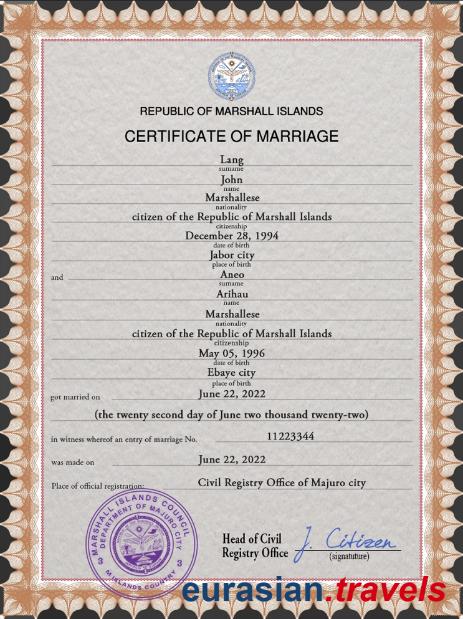 REPUBLIC OF MARSHALL ISLANDS
CERTIFICATE OF MARRIAGE
Lang
surname
John
name
Marshallese
nationality
citizen of the Republic of Marshall Islands
citizenship
December 28, 1994
date of birth
Jabor city
place of birth
and Aneo
surname
Arihau
name
Marshallese
nationality
citizen of the Republic of Marshall Islands
citizenship
May 05, 1996
date of birth
Ebaye city
place of birth
got married on June 22, 2022
(the twenty second day of June two thousand twenty-two)
in witness whereof an entry of marriage No. 11223344
was made on June 22, 2022
Place of official registration: Civil Registry Office of Majuro city
MARSHALL ISLANDS COUNCIL
DEPARTMENT OF MAJURO CITY
M.ISLANDS COUNTRY
Head of Civil
Registry Office
J. Citizen
(signatuture)
eurasian.travels